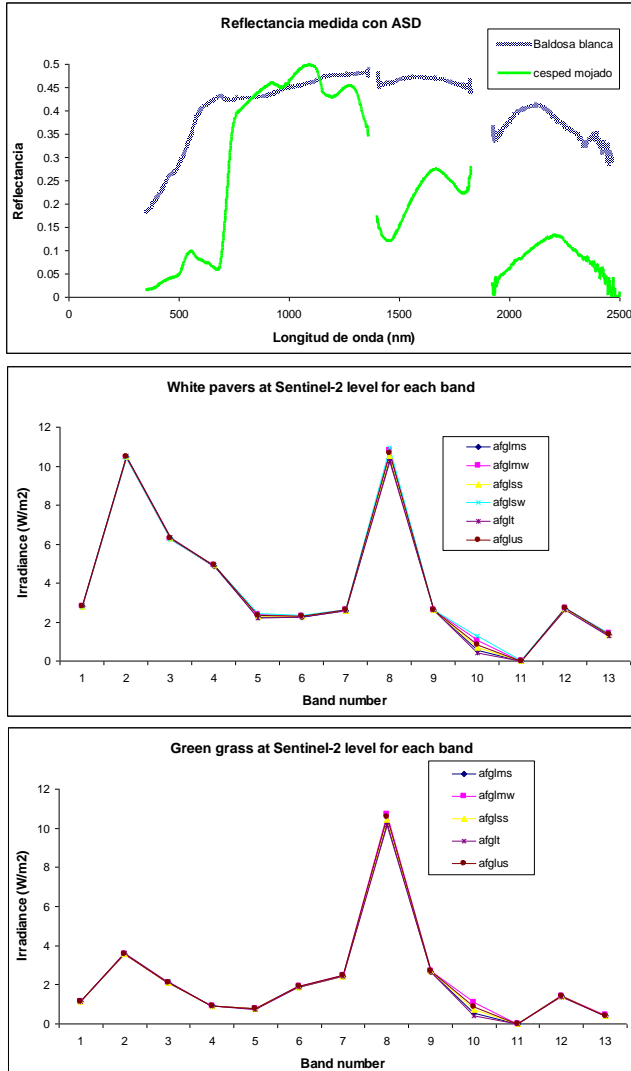 Reflectancia medida con ASD
Baldosa blanca
cesped mojado
Reflectancia
0.5
0.45
0.4
0.35
0.3
0.25
0.2
0.15
0.1
0.05
0
0 500 1000 1500 2000 2500
Longitud de onda (nm)
White pavers at Sentinel-2 level for each band
afglms
afglmw
afglss
afglsw
afglt
afglus
Irradiance (W/m2)
12
10
8
6
4
2
0
1 2 3 4 5 6 7 8 9 10 11 12 13
Band number
Green grass at Sentinel-2 level for each band
afglms
afglmw
afglss
afglt
afglus
Irradiance (W/m2)
12
10
8
6
4
2
0
1 2 3 4 5 6 7 8 9 10 11 12 13
Band number